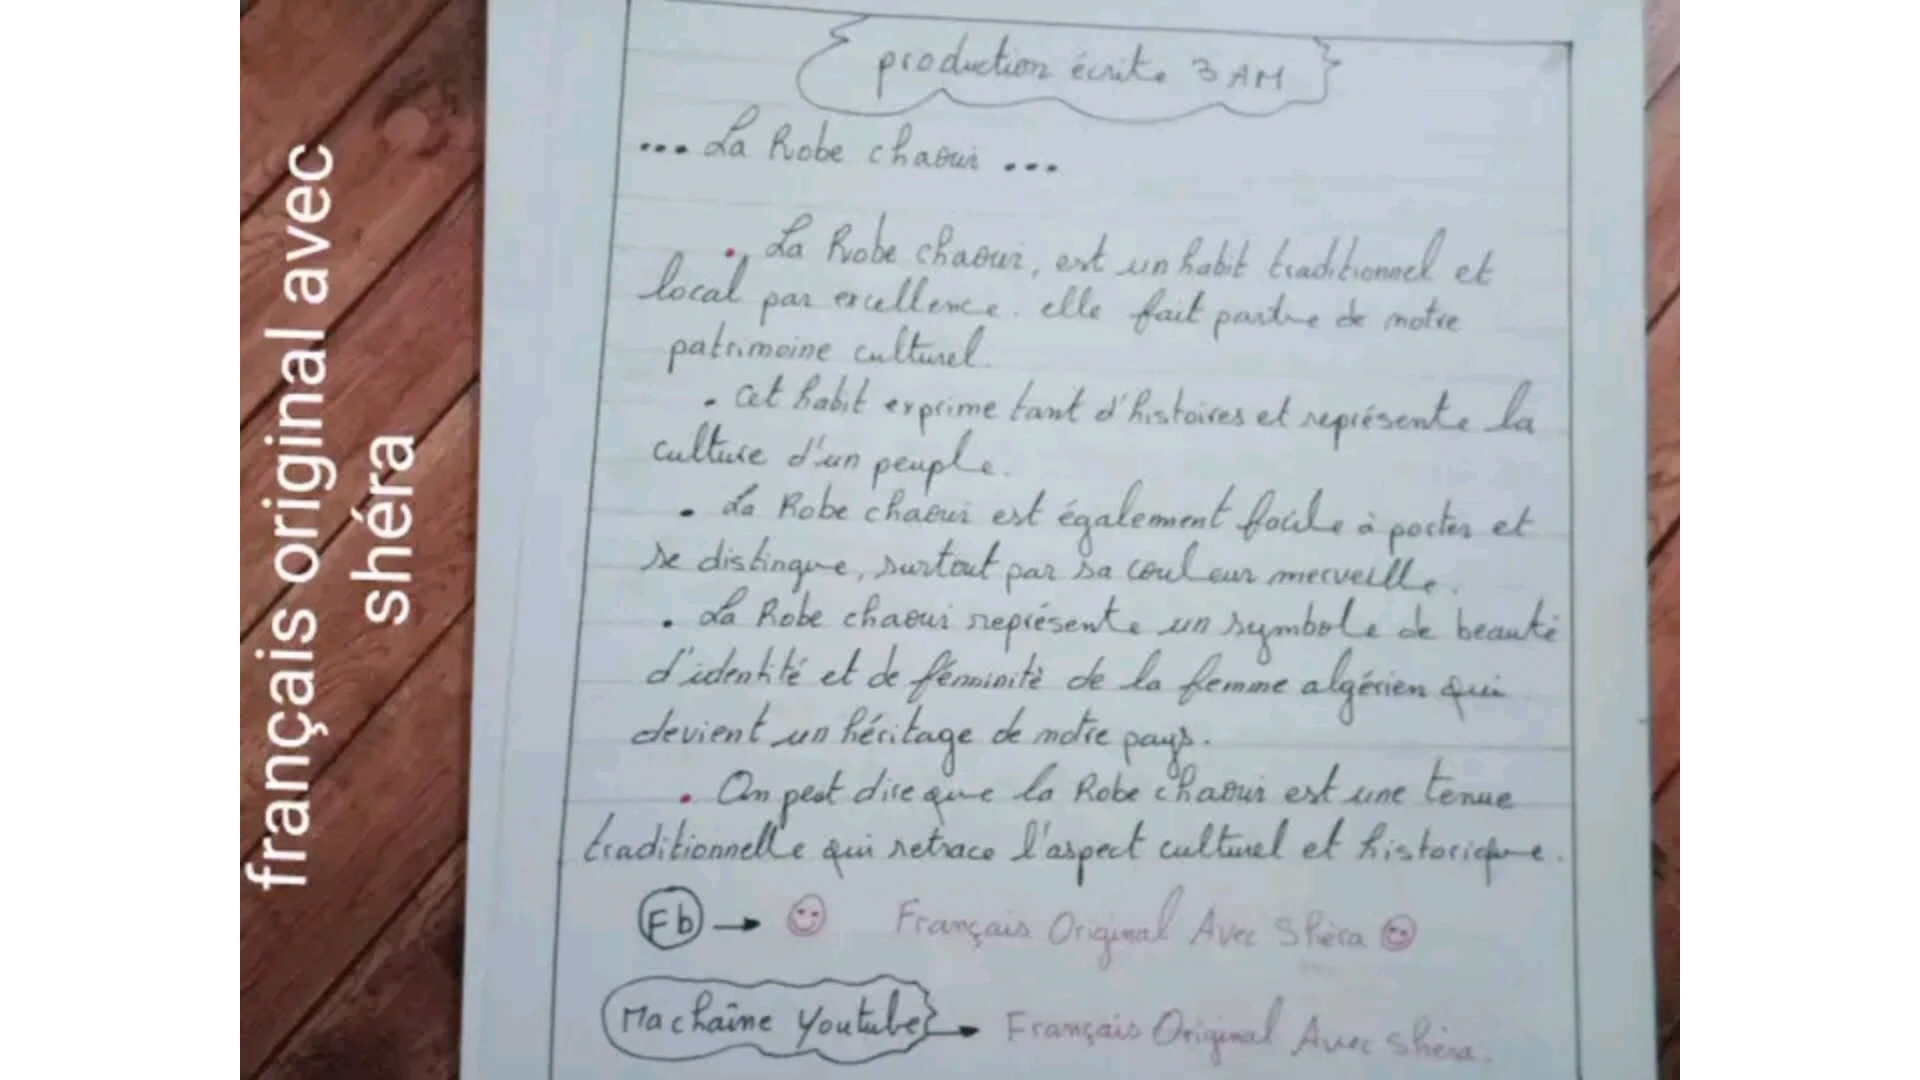 français original avec
shéra
production écrite 3 AM
... La Robe chaoui ...
. La Robe chaoui, est un habit traditionnel et
local par excellence. elle fait partie de notre
patrimoine culturel.
. cet habit exprime tant d'histoires et représente la
culture d'un peuple.
. La Robe chaoui est également facile à porter et
se distingue, surtout par sa couleur merveille.
. La Robe chaoui représente un symbole de beauté
d'identité et de féminité de la femme algérien qui
devient un héritage de notre pays.
. On peut dire que la Robe chaoui est une tenue
traditionnelle qui retrace l'aspect culturel et historique.
Fb → Français Original Avec Shéra
Ma chaîne Youtube → Français Original Avec shéra.